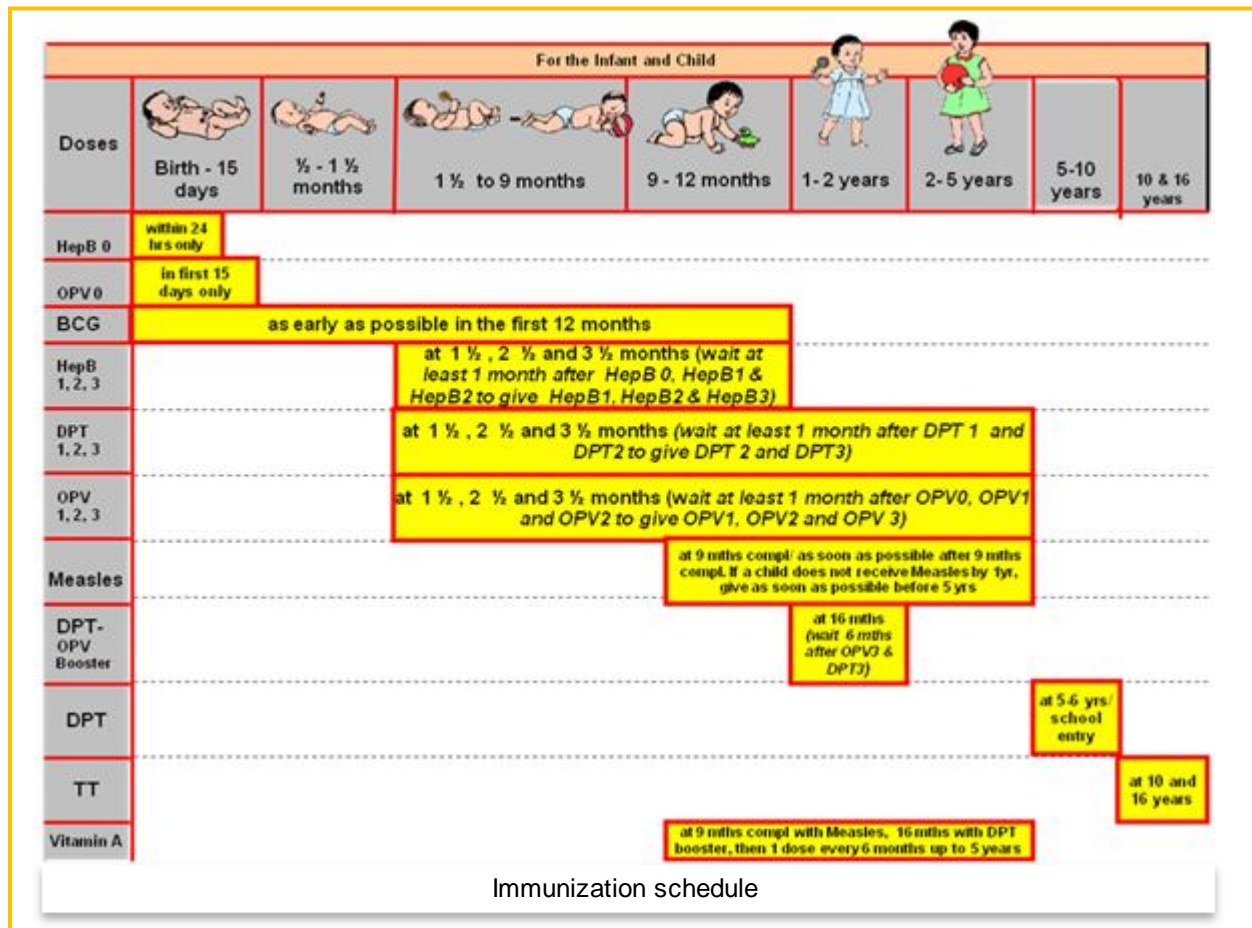 For the Infant and Child
Doses
Birth - 15
days
½ - 1 ½
months
1 ½ to 9 months
9 - 12 months
1- 2 years
2- 5 years
5-10
years
10 & 16
years
HepB 0
within 24
hrs only
OPV 0
in first 15
days only
BCG
as early as possible in the first 12 months
HepB
1, 2, 3
at 1 ½ , 2 ½ and 3 ½ months (wait at
least 1 month after HepB 0, HepB1 &
HepB2 to give HepB1, HepB2 & HepB3)
DPT
1, 2, 3
at 1 ½ , 2 ½ and 3 ½ months (wait at least 1 month after DPT 1 and
DPT2 to give DPT 2 and DPT3)
OPV
1, 2, 3
at 1 ½ , 2 ½ and 3 ½ months (wait at least 1 month after OPV0, OPV1
and OPV2 to give OPV1, OPV2 and OPV 3)
Measles
at 9 mths compl/ as soon as possible after 9 mths
compl. If a child does not receive Measles by 1yr,
give as soon as possible before 5 yrs
DPT-
OPV
Booster
at 16 mths
(wait 6 mths
after OPV3 &
DPT3)
DPT
at 5-6 yrs/
school
entry
TT
at 10 and
16 years
Vitamin A
at 9 mths compl with Measles, 16 mths with DPT
booster, then 1 dose every 6 months up to 5 years
Immunization schedule